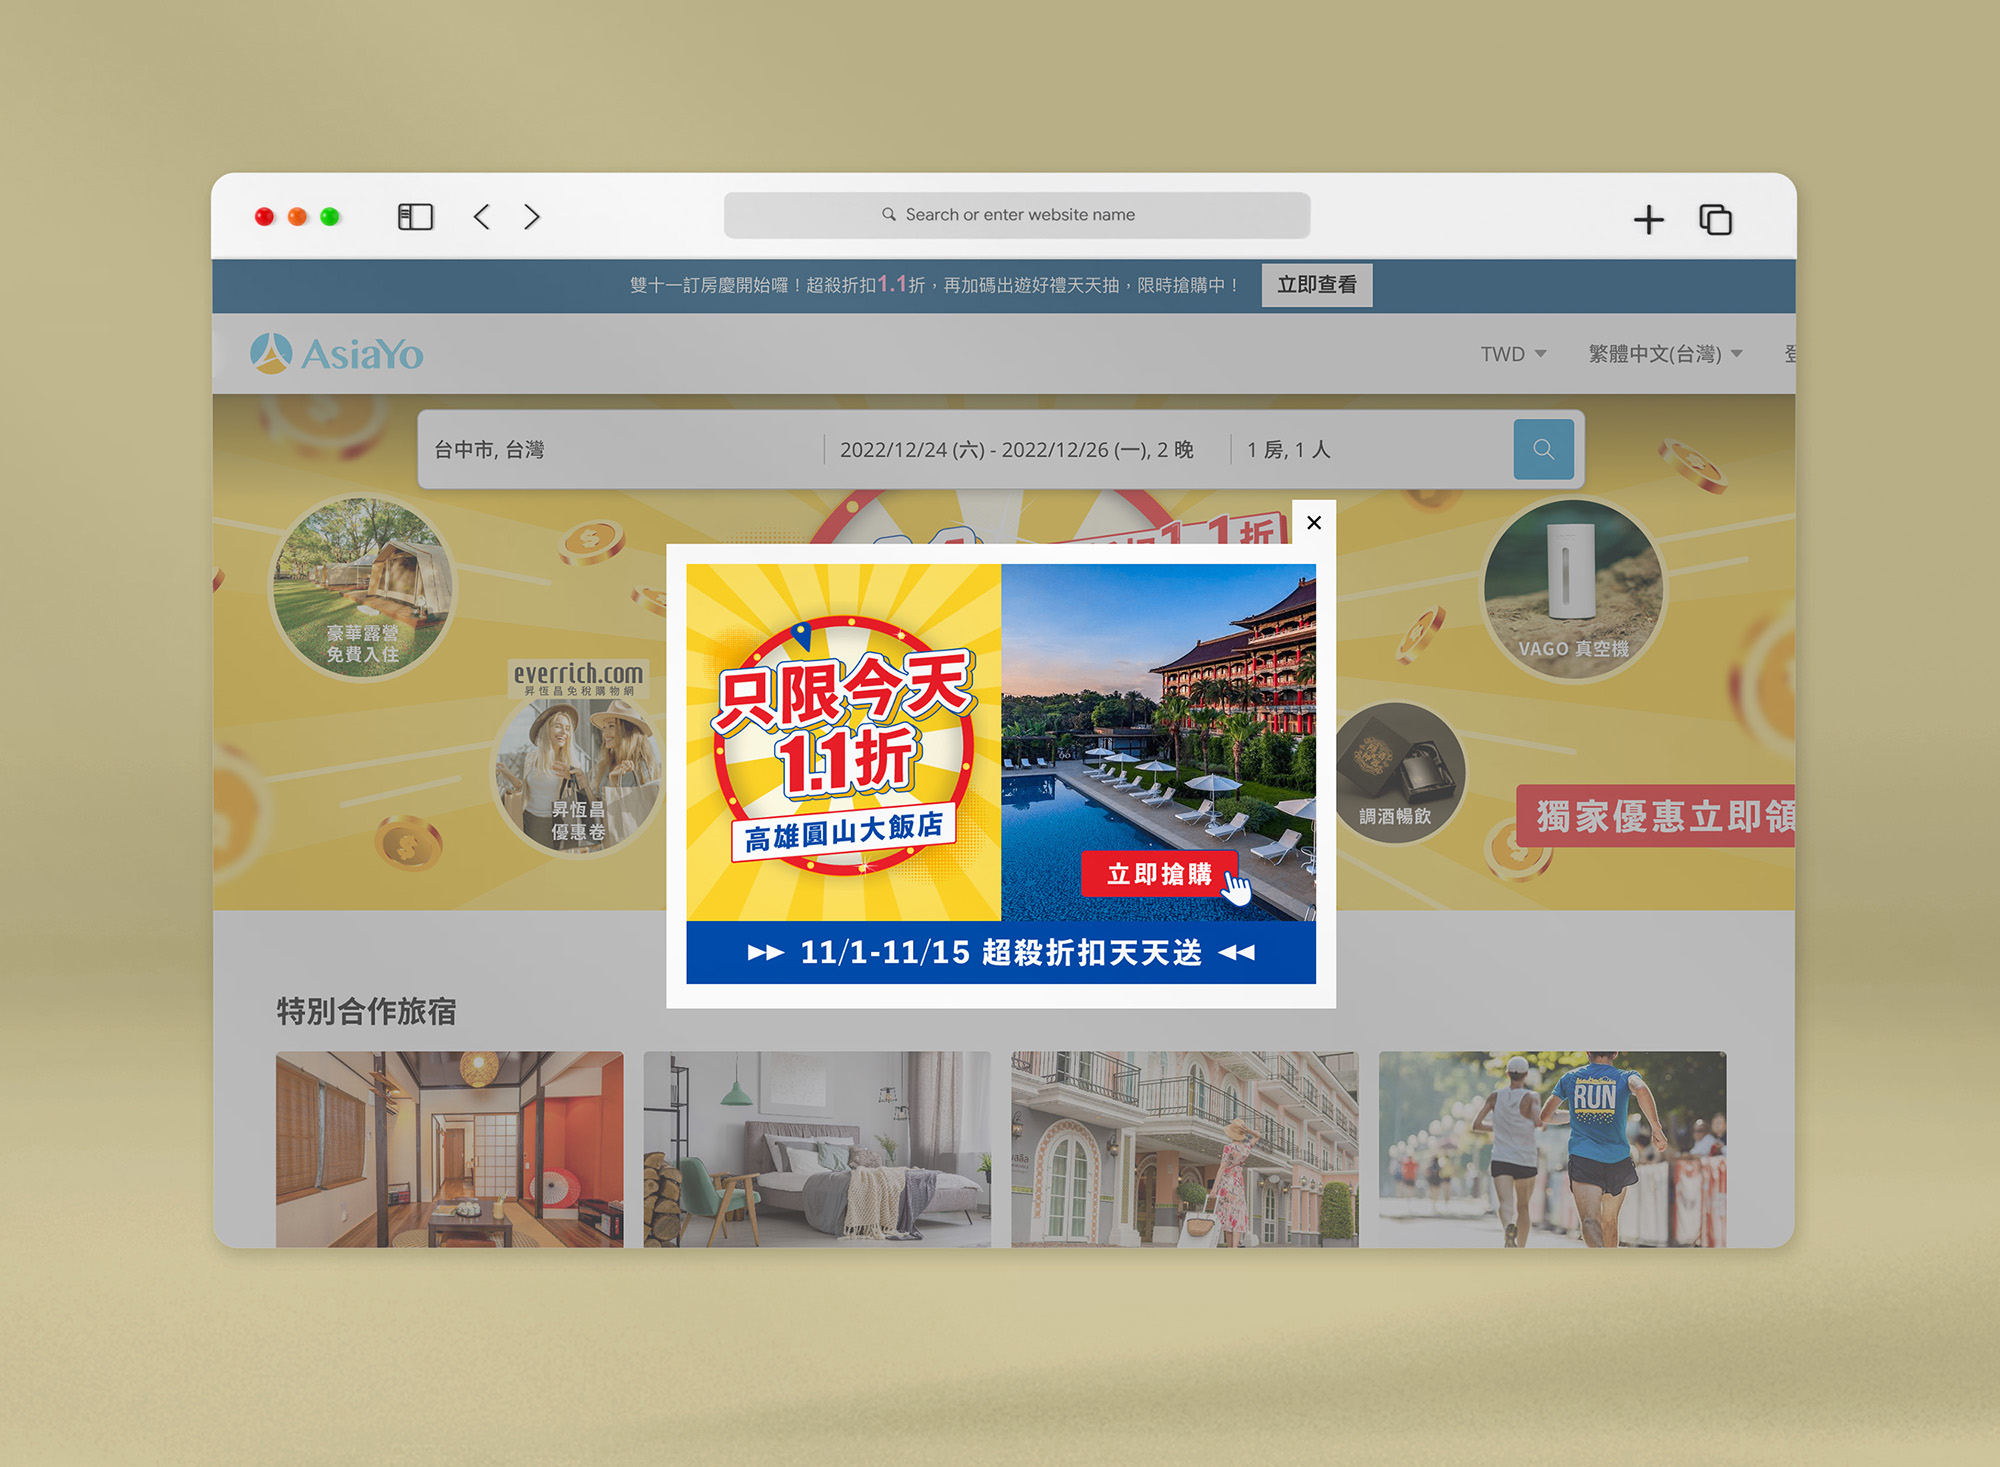 Search or enter website name
雙十一訂房慶開始囉！超殺折扣1.1折，再加碼出遊好禮天天抽，限時搶購中！
立即查看
AsiaYo
TWD
繁體中文(台灣)
台中市, 台灣
2022/12/24 (六) - 2022/12/26 (一), 2 晚
1 房, 1 人
1.1折
豪華露營
免費入住
everrich.com
昇恆昌免稅購物網
昇恆昌
優惠卷
只限今天
1.1折
高雄圓山大飯店
立即搶購
11/1-11/15 超殺折扣天天送
VAGO 真空機
調酒暢飲
獨家優惠立即領
特別合作旅宿
RUN